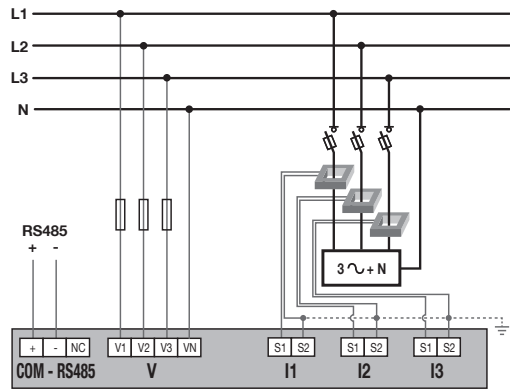 L1
L2
L3
N
RS485
+ -
3 ∿ + N
+ - NC V1 V2 V3 VN S1 S2 S1 S2 S1 S2
COM - RS485 V I1 I2 I3